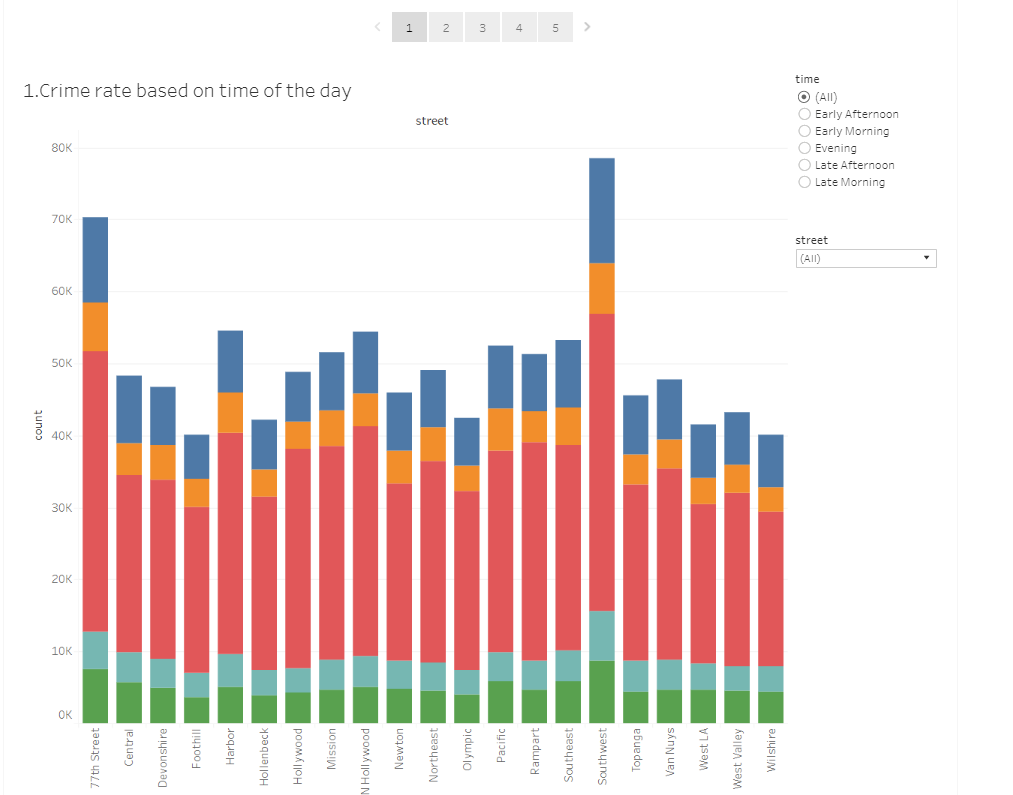 1 2 3 4 5
1.Crime rate based on time of the day
street
80K
70K
60K
50K
40K
30K
20K
10K
0K
count
77th Street
Central
Devonshire
Foothill
Harbor
Hollenbeck
Hollywood
Mission
N Hollywood
Newton
Northeast
Olympic
Pacific
Rampart
Southeast
Southwest
Topanga
Van Nuys
West LA
West Valley
Wilshire
time
(All)
Early Afternoon
Early Morning
Evening
Late Afternoon
Late Morning
street
(All)